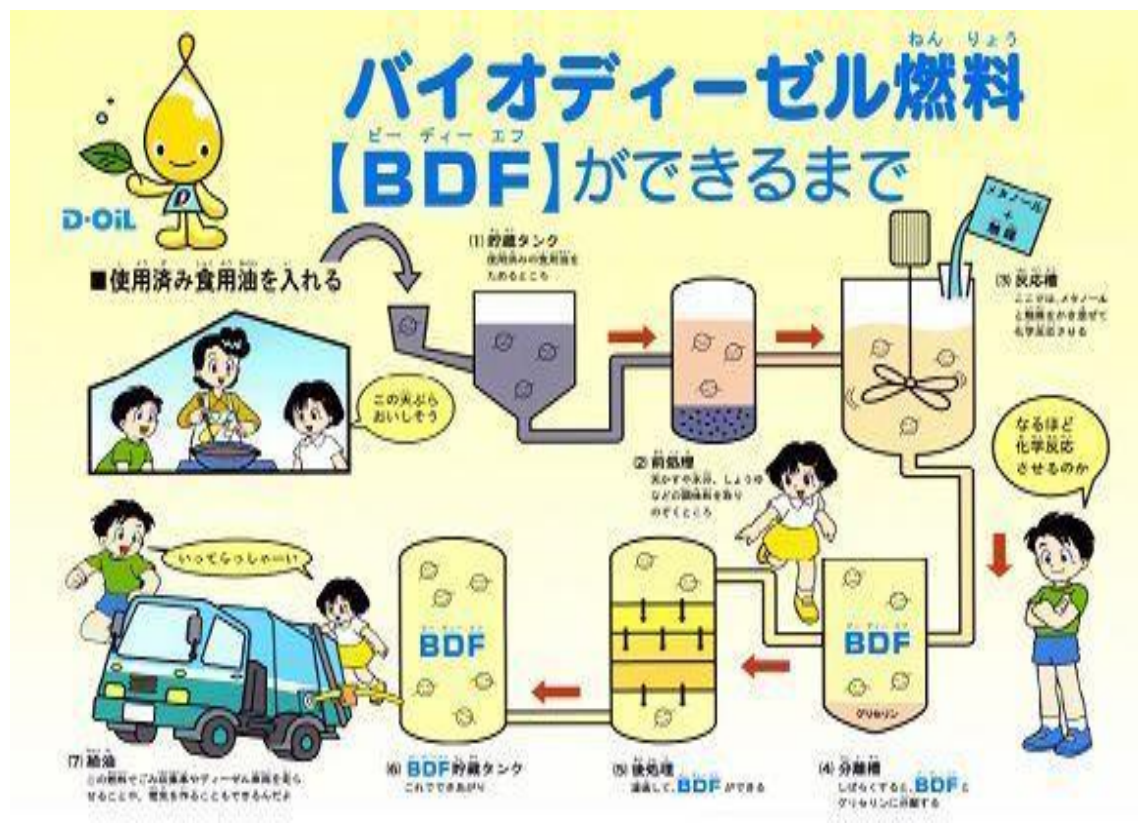 バイオディーゼル燃料
ねん りょう
【BDF】ができるまで
ビー ディー エフ
D・OiL
D
■使用済み食用油を入れる
(1) 貯蔵タンク
使用済みの食用油を
ためるところ
メタノール
+
触媒
(3) 反応槽
ここでは、メタノール
と触媒をかき混ぜて
化学反応させる
この天ぷら
おいしそう
なるほど
化学反応
させるのか
(2) 前処理
天かすや水分、しょうゆ
などの調味料を取り
のぞくところ
いってらっしゃーい
BDF
BDF
グリセリン
(7) 給油
この燃料でごみ収集車やディーゼル車両を走ら
せることや、電気を作ることもできるんだよ
(6) BDF貯蔵タンク
これでできあがり
(5) 後処理
濾過して、BDFができる
(4) 分離槽
しばらくすると、BDFと
グリセリンに分離する